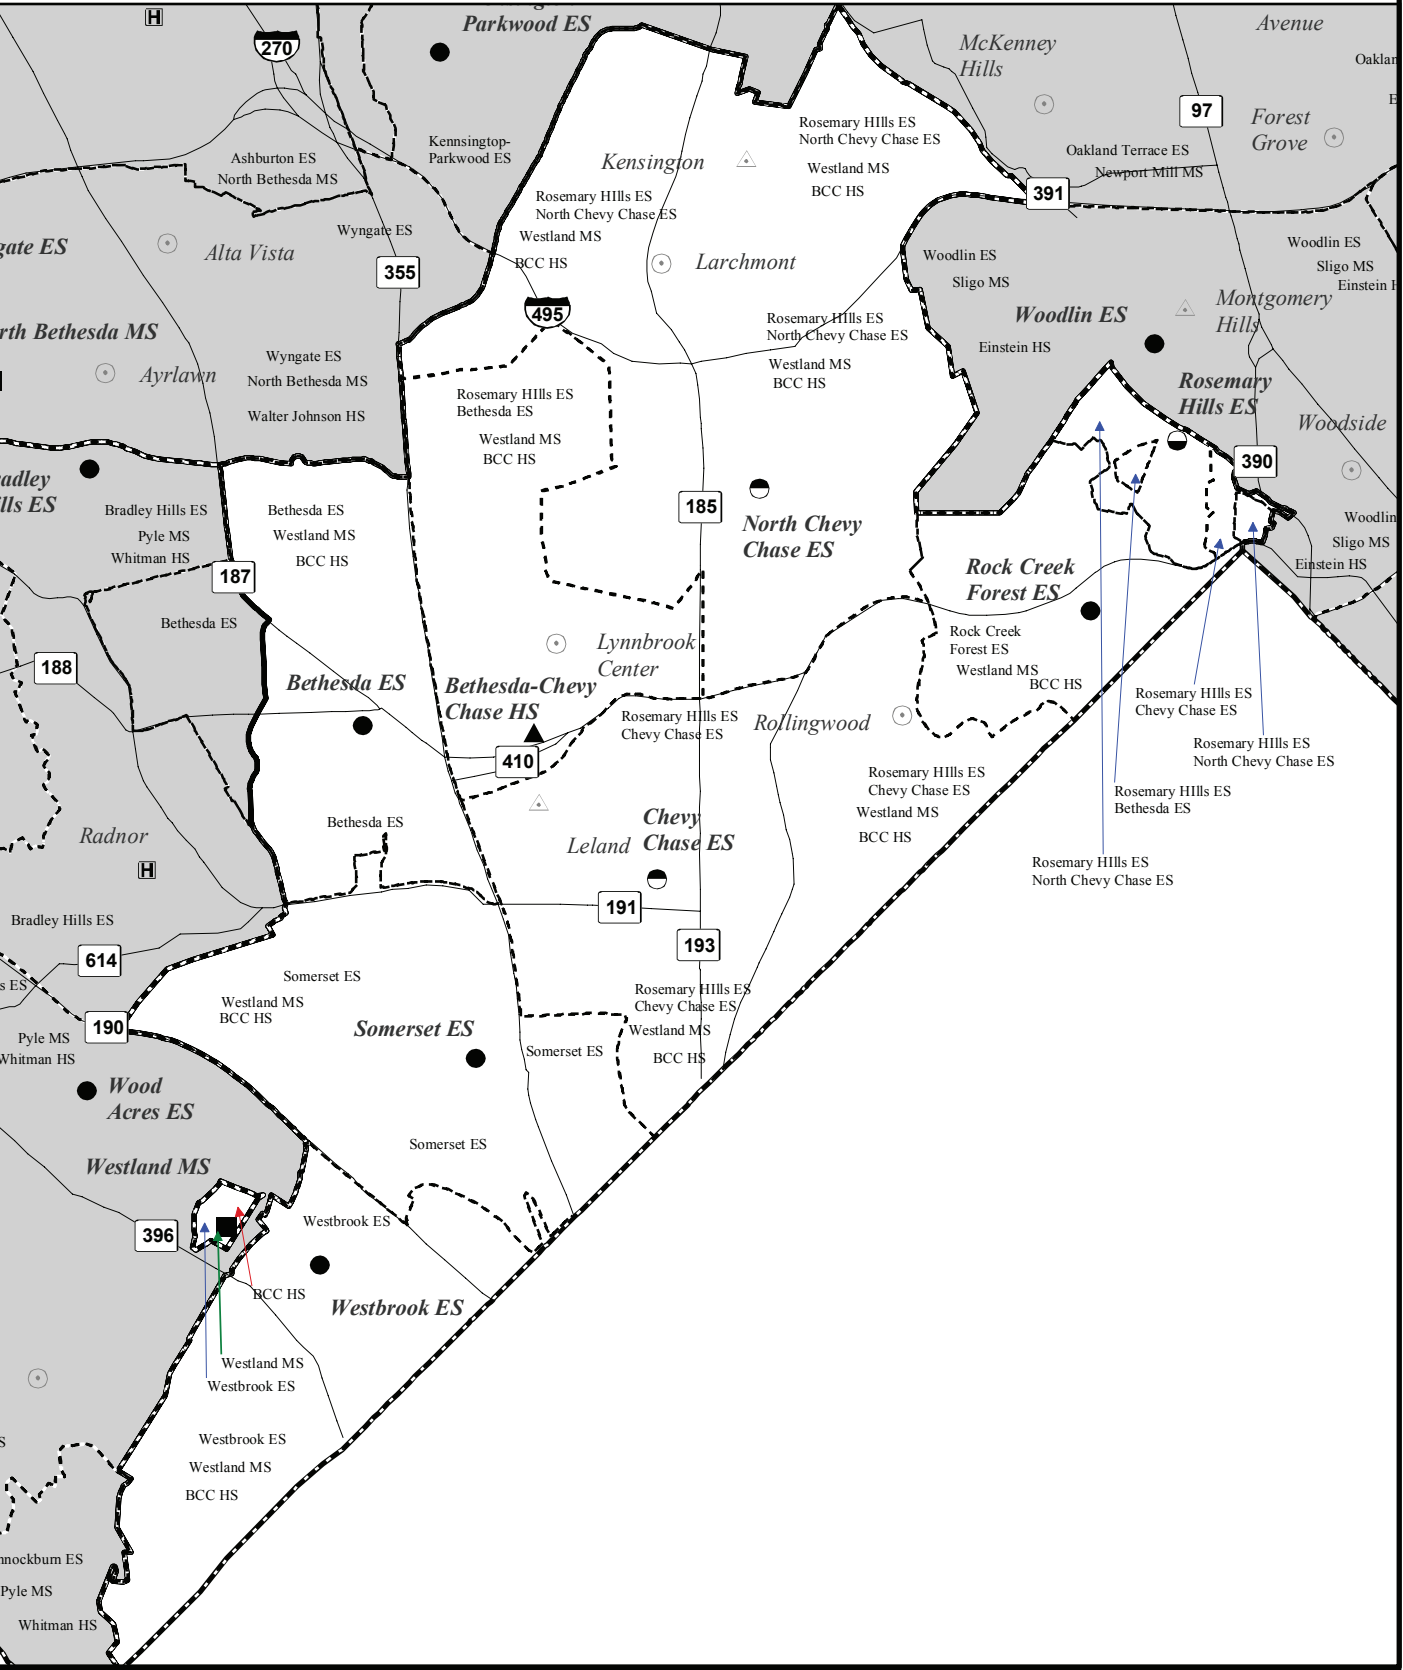 Parkwood ES
H
270
Avenue
McKenney
Hills
97
Forest
Grove
Rosemary HIlls ES
North Chevy Chase ES
Westland MS
BCC HS
Kennsingtop-
Parkwood ES
Ashburton ES
North Bethesda MS
Kensington
Oakland Terrace ES
Newport Mill MS
391
Rosemary HIlls ES
North Chevy Chase ES
Westland MS
BCC HS
Wyngate ES
gate ES
Alta Vista
355
Larchmont
Woodlin ES
Sligo MS
Woodlin ES
Sligo MS
Einstein H
Montgomery
Hills
495
Woodlin ES
Einstein HS
rth Bethesda MS
Ayrlawn
Wyngate ES
North Bethesda MS
Walter Johnson HS
Rosemary HIlls ES
North Chevy Chase ES
Westland MS
BCC HS
Rosemary HIlls ES
Bethesda ES
Westland MS
BCC HS
Rosemary
Hills ES
Woodside
390
adley
lls ES
Bradley Hills ES
Pyle MS
Whitman HS
Bethesda ES
Westland MS
BCC HS
185
North Chevy
Chase ES
Woodlin
Sligo MS
Einstein HS
187
Rock Creek
Forest ES
Bethesda ES
Rock Creek
Forest ES
Westland MS
BCC HS
188
Lynnbrook
Center
Bethesda ES
Bethesda-Chevy
Chase HS
Rosemary HIlls ES
Chevy Chase ES
Rosemary Hills ES
Chevy Chase ES
Rollingwood
410
Rosemary HIlls ES
North Chevy Chase ES
Rosemary HIlls ES
Chevy Chase ES
Westland MS
BCC HS
Rosemary HIlls ES
Bethesda ES
Bethesda ES
Radnor
H
Leland
Chevy
Chase ES
Rosemary HIlls ES
North Chevy Chase ES
191
Bradley Hills ES
614
193
s ES
Somerset ES
Westland MS
BCC HS
Rosemary HIlls ES
Chevy Chase ES
Westland MS
BCC HS
190
Pyle MS
Whitman HS
Somerset ES
Somerset ES
Wood
Acres ES
Somerset ES
Westland MS
396
Westbrook ES
BCC HS
Westbrook ES
Westland MS
Westbrook ES
Westbrook ES
Westland MS
BCC HS
S
nnockburn ES
Pyle MS
Whitman HS